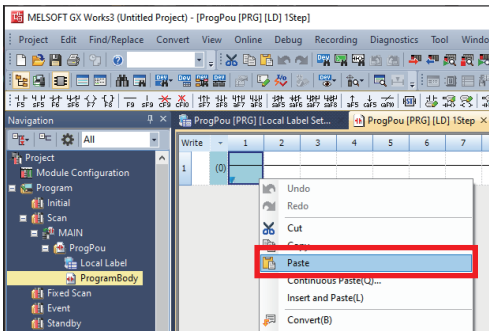 MELSOFT GX Works3 (Untitled Project) - [ProgPou [PRG] [LD] 1Step]
Project Edit Find/Replace Convert View Online Debug Recording Diagnostics Tool Windo
Navigation
ProgPou [PRG] [Local Label Set...
ProgPou [PRG] [LD] 1Step
All
Write 1 2 3 4 5 6 7
1 (0)
Project
Module Configuration
Program
Initial
Scan
MAIN
ProgPou
Local Label
ProgramBody
Fixed Scan
Event
Standby
Undo
Redo
Cut
Copy
Paste
Continuous Paste(Q)...
Insert and Paste(L)
Convert(B)